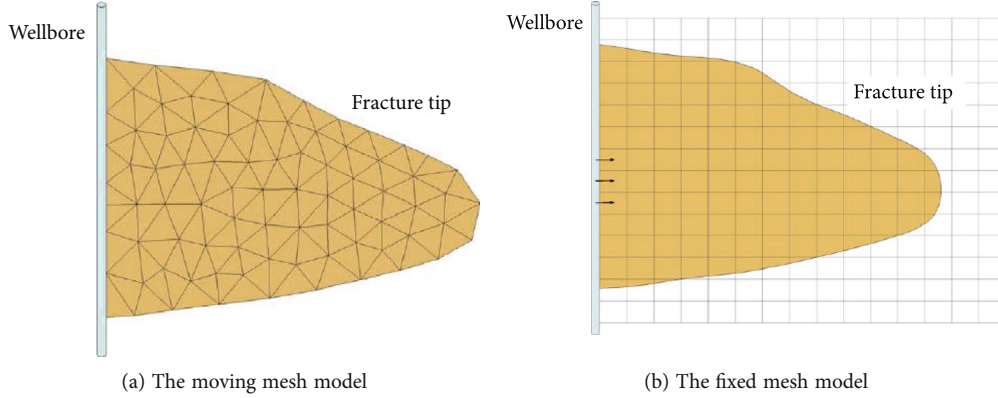 Wellbore
Fracture tip
(a) The moving mesh model
Wellbore
Fracture tip
(b) The fixed mesh model